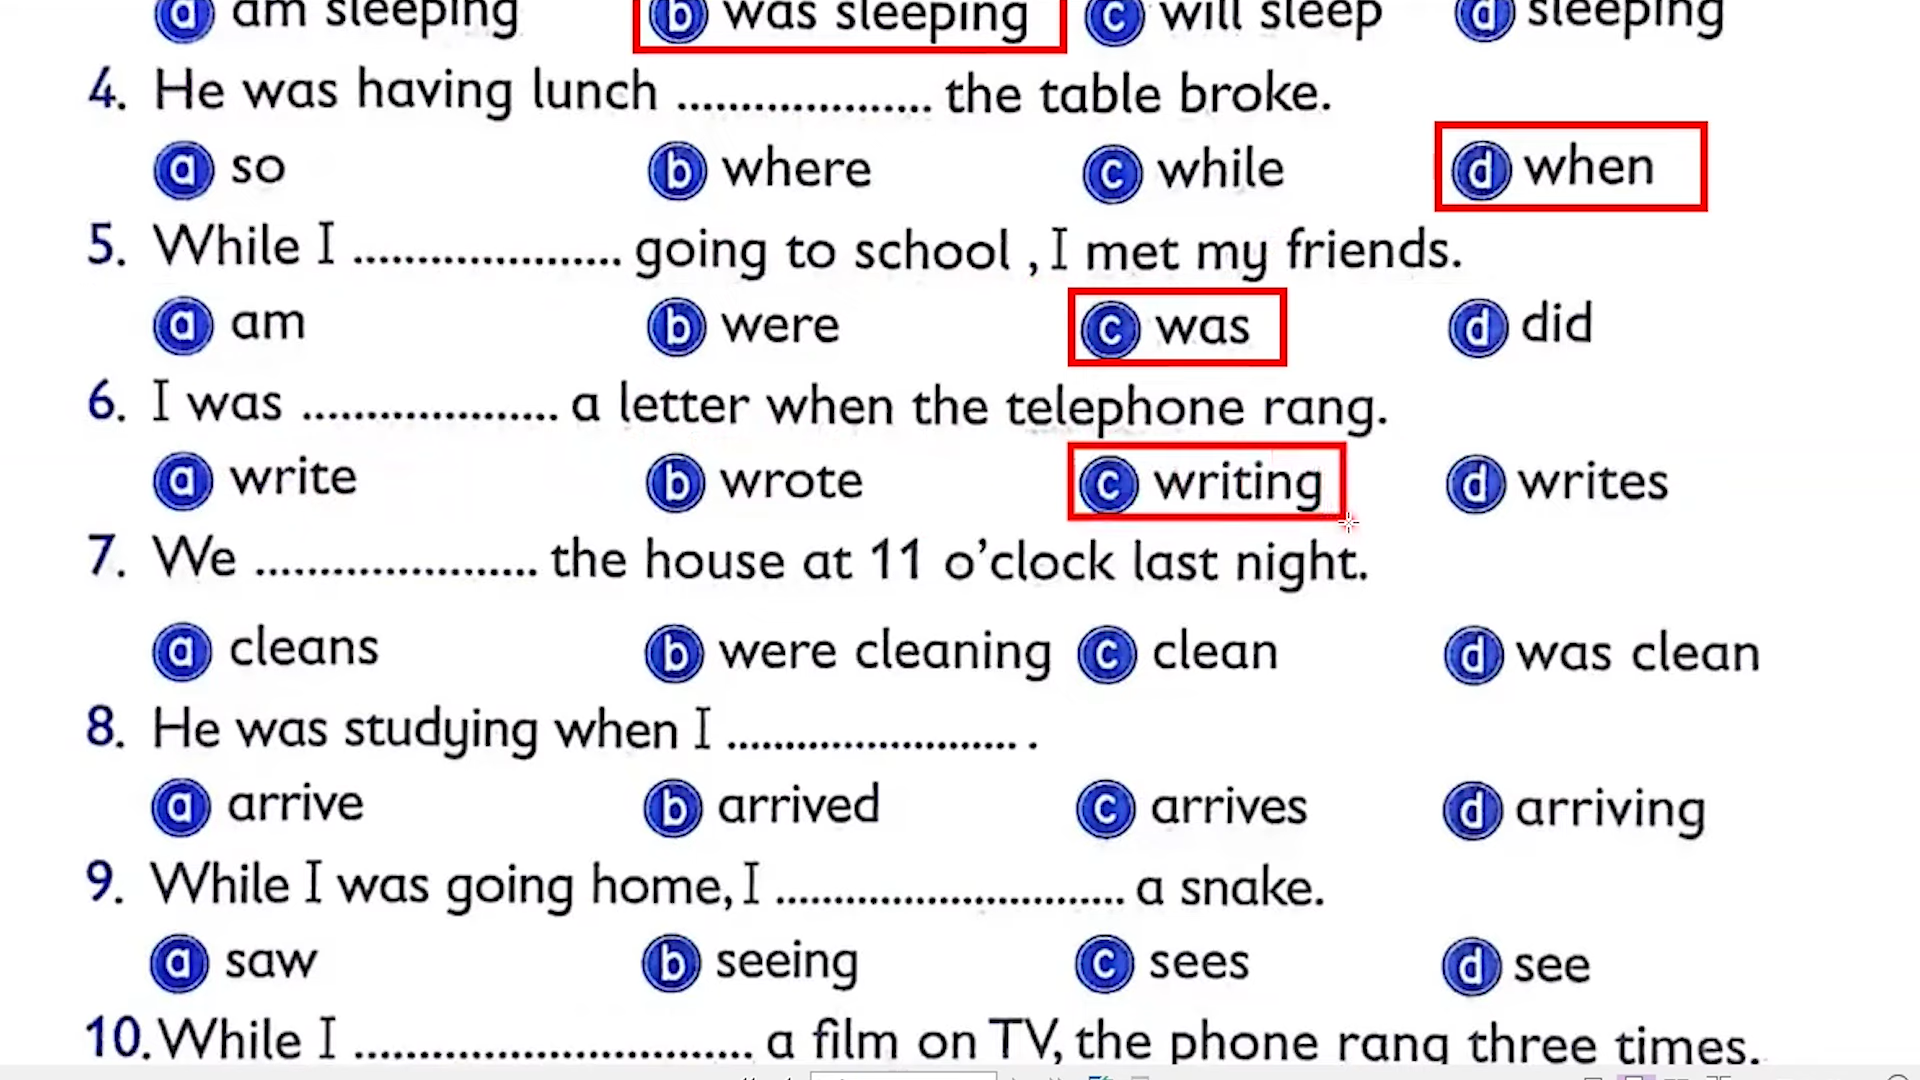 a am sleeping b was sleeping c will sleep d sleeping
4. He was having lunch .................... the table broke.
a so b where c while d when
5. While I ..................... going to school , I met my friends.
a am b were c was d did
6. I was .................... a letter when the telephone rang.
a write b wrote c writing d writes
7. We ...................... the house at 11 o’clock last night.
a cleans b were cleaning c clean d was clean
8. He was studying when I ....................... .
a arrive b arrived c arrives d arriving
9. While I was going home, I ............................ a snake.
a saw b seeing c sees d see
10. While I ............................... a film on TV, the phone rang three times.